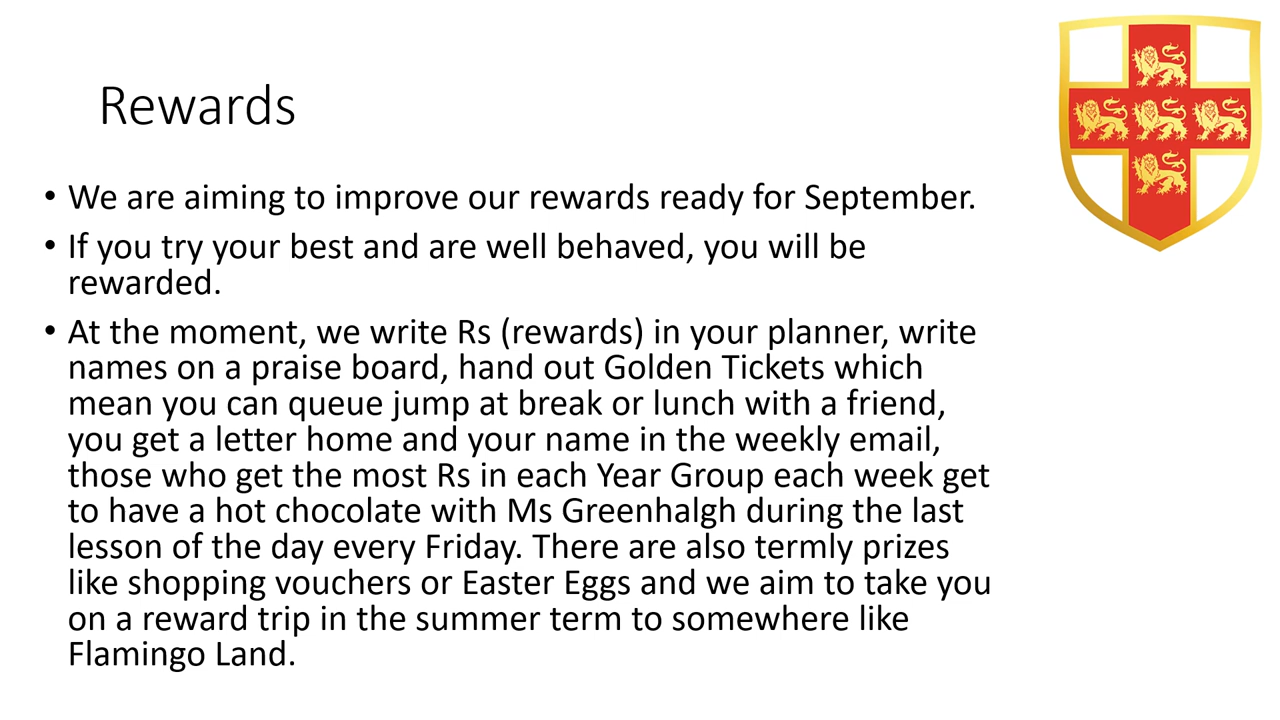 Rewards
• We are aiming to improve our rewards ready for September.
• If you try your best and are well behaved, you will be
rewarded.
• At the moment, we write Rs (rewards) in your planner, write
names on a praise board, hand out Golden Tickets which
mean you can queue jump at break or lunch with a friend,
you get a letter home and your name in the weekly email,
those who get the most Rs in each Year Group each week get
to have a hot chocolate with Ms Greenhalgh during the last
lesson of the day every Friday. There are also termly prizes
like shopping vouchers or Easter Eggs and we aim to take you
on a reward trip in the summer term to somewhere like
Flamingo Land.